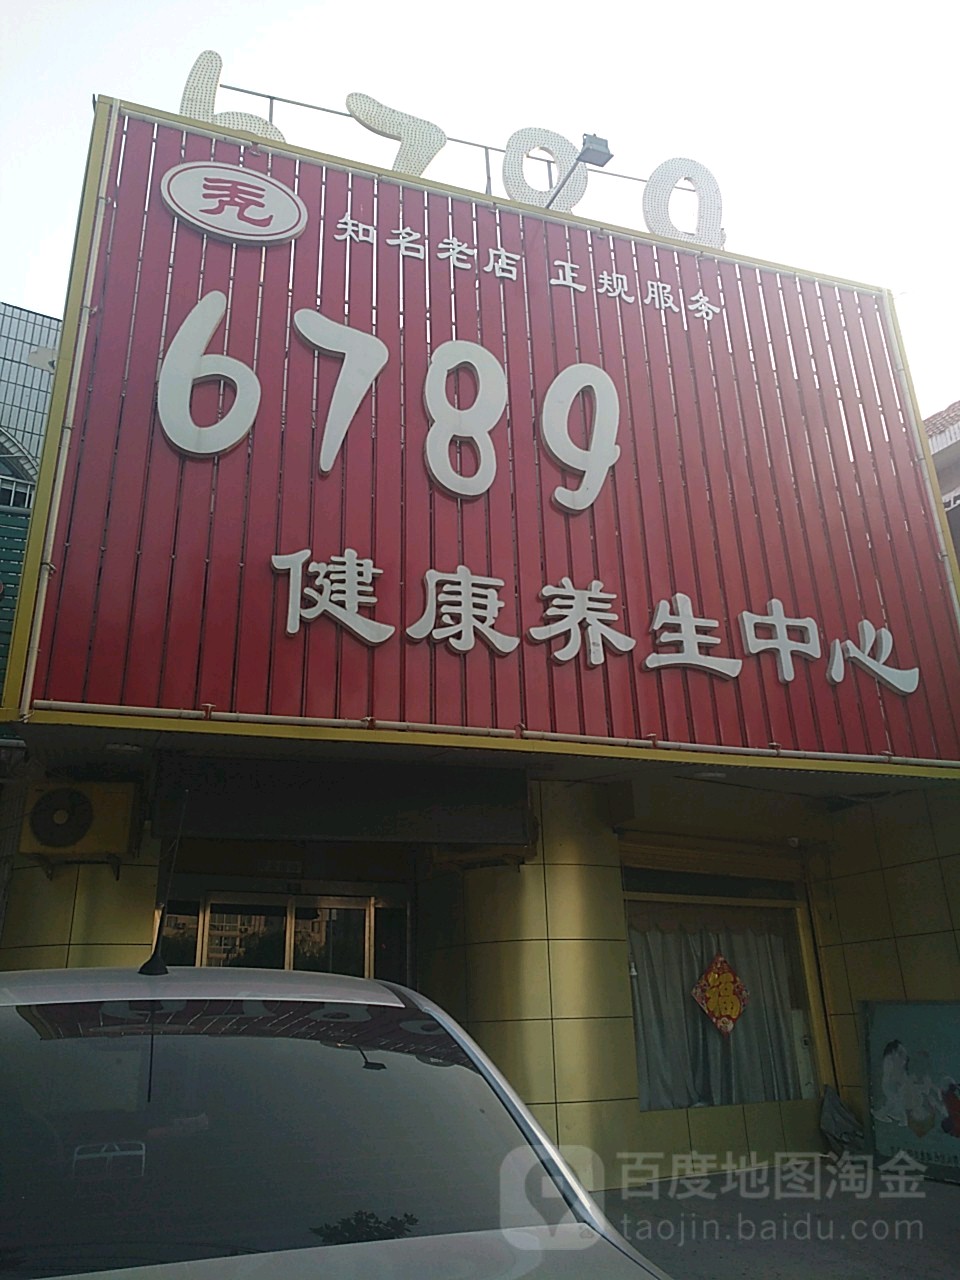 6789
知名老店 正规服务
6789
健康养生中心
福
百度地图淘金
taojin.baidu.com